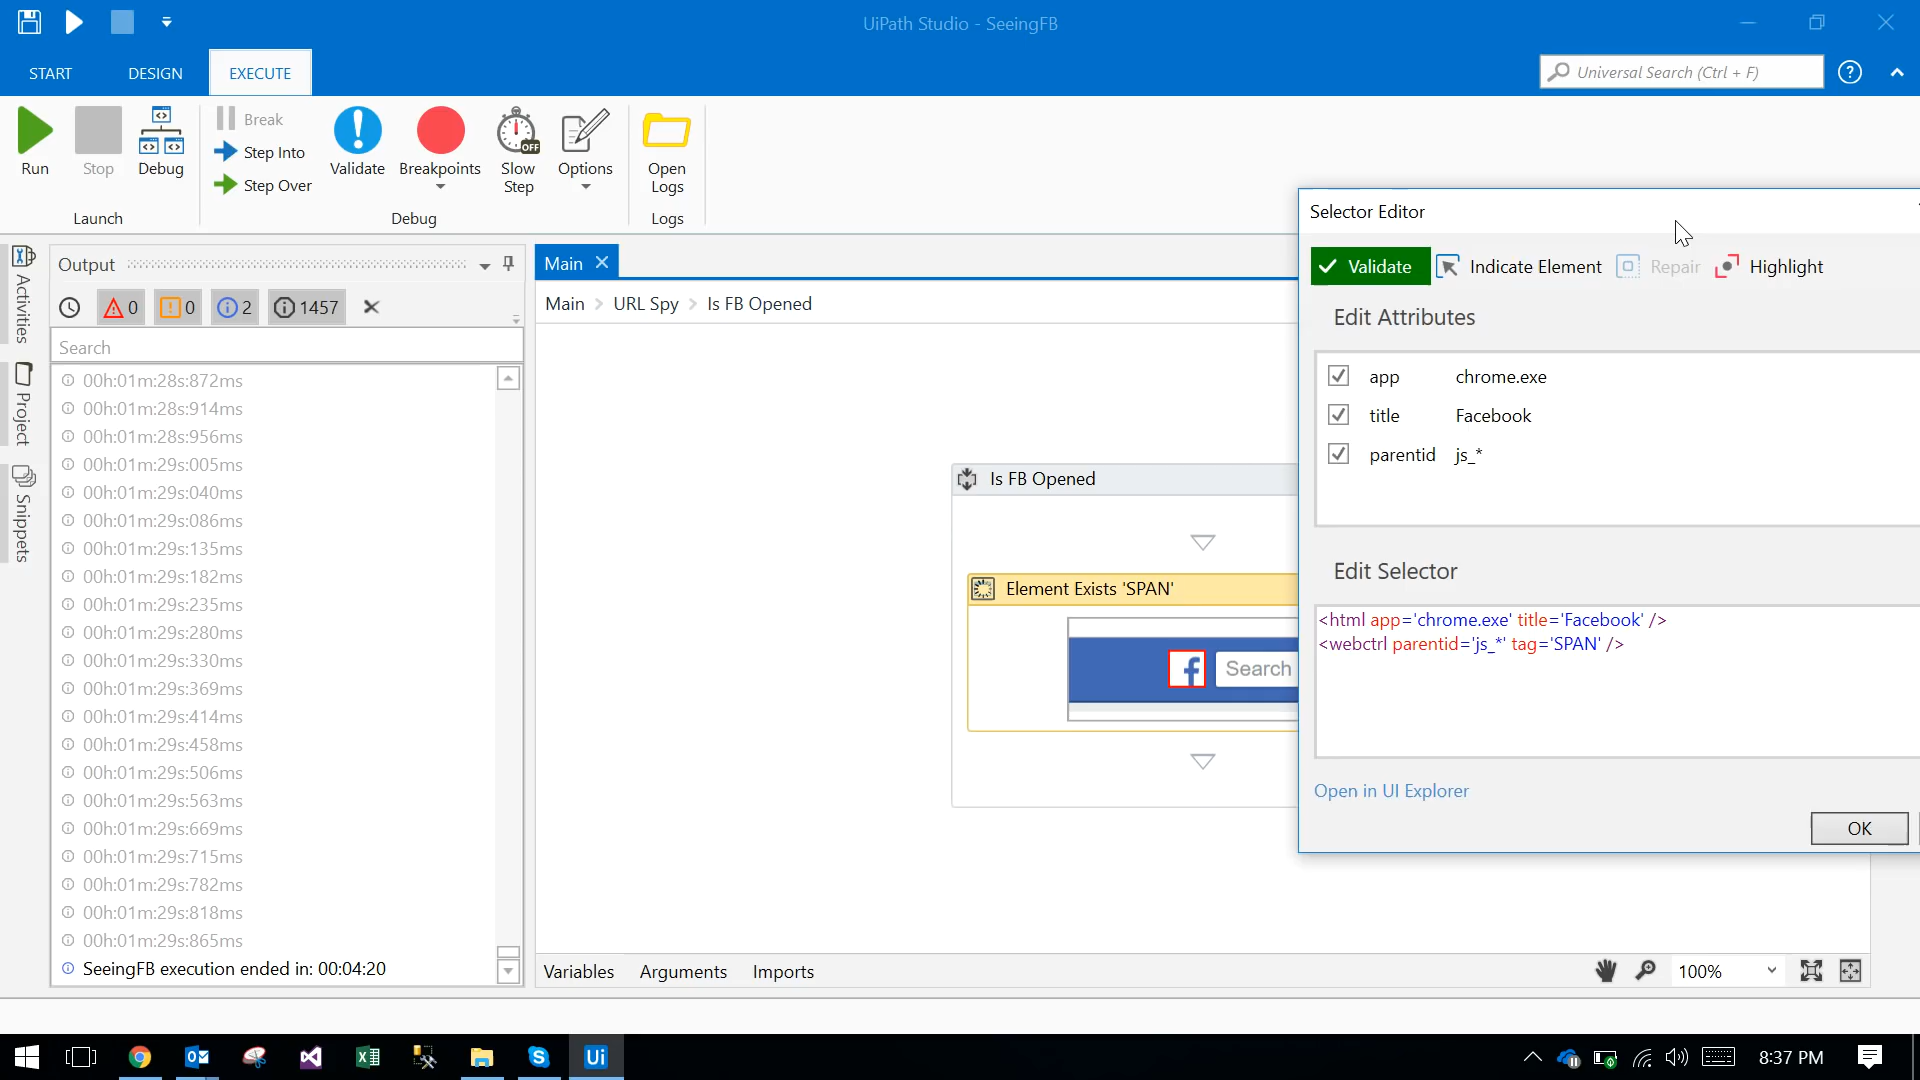 UiPath Studio - SeeingFB
START
DESIGN
EXECUTE
Universal Search (Ctrl + F)
?
Run
Stop
Debug
Launch
Break
Step Into
Step Over
Validate
Breakpoints
OFF
Slow
Step
Options
Debug
Open
Logs
Logs
Activities
Project
Snippets
Output
0
0
2
1457
Search
00h:01m:28s:872ms
00h:01m:28s:914ms
00h:01m:28s:956ms
00h:01m:29s:005ms
00h:01m:29s:040ms
00h:01m:29s:086ms
00h:01m:29s:135ms
00h:01m:29s:182ms
00h:01m:29s:235ms
00h:01m:29s:280ms
00h:01m:29s:330ms
00h:01m:29s:369ms
00h:01m:29s:414ms
00h:01m:29s:458ms
00h:01m:29s:506ms
00h:01m:29s:563ms
00h:01m:29s:669ms
00h:01m:29s:715ms
00h:01m:29s:782ms
00h:01m:29s:818ms
00h:01m:29s:865ms
SeeingFB execution ended in: 00:04:20
Main
Main > URL Spy > Is FB Opened
Is FB Opened
Element Exists 'SPAN'
f
Search
Variables
Arguments
Imports
100%
Selector Editor
Validate
Indicate Element
Repair
Highlight
Edit Attributes
app chrome.exe
title Facebook
parentid js_*
Edit Selector
<html app='chrome.exe' title='Facebook' />
<webctrl parentid='js_*' tag='SPAN' />
Open in UI Explorer
OK
Ui
8:37 PM